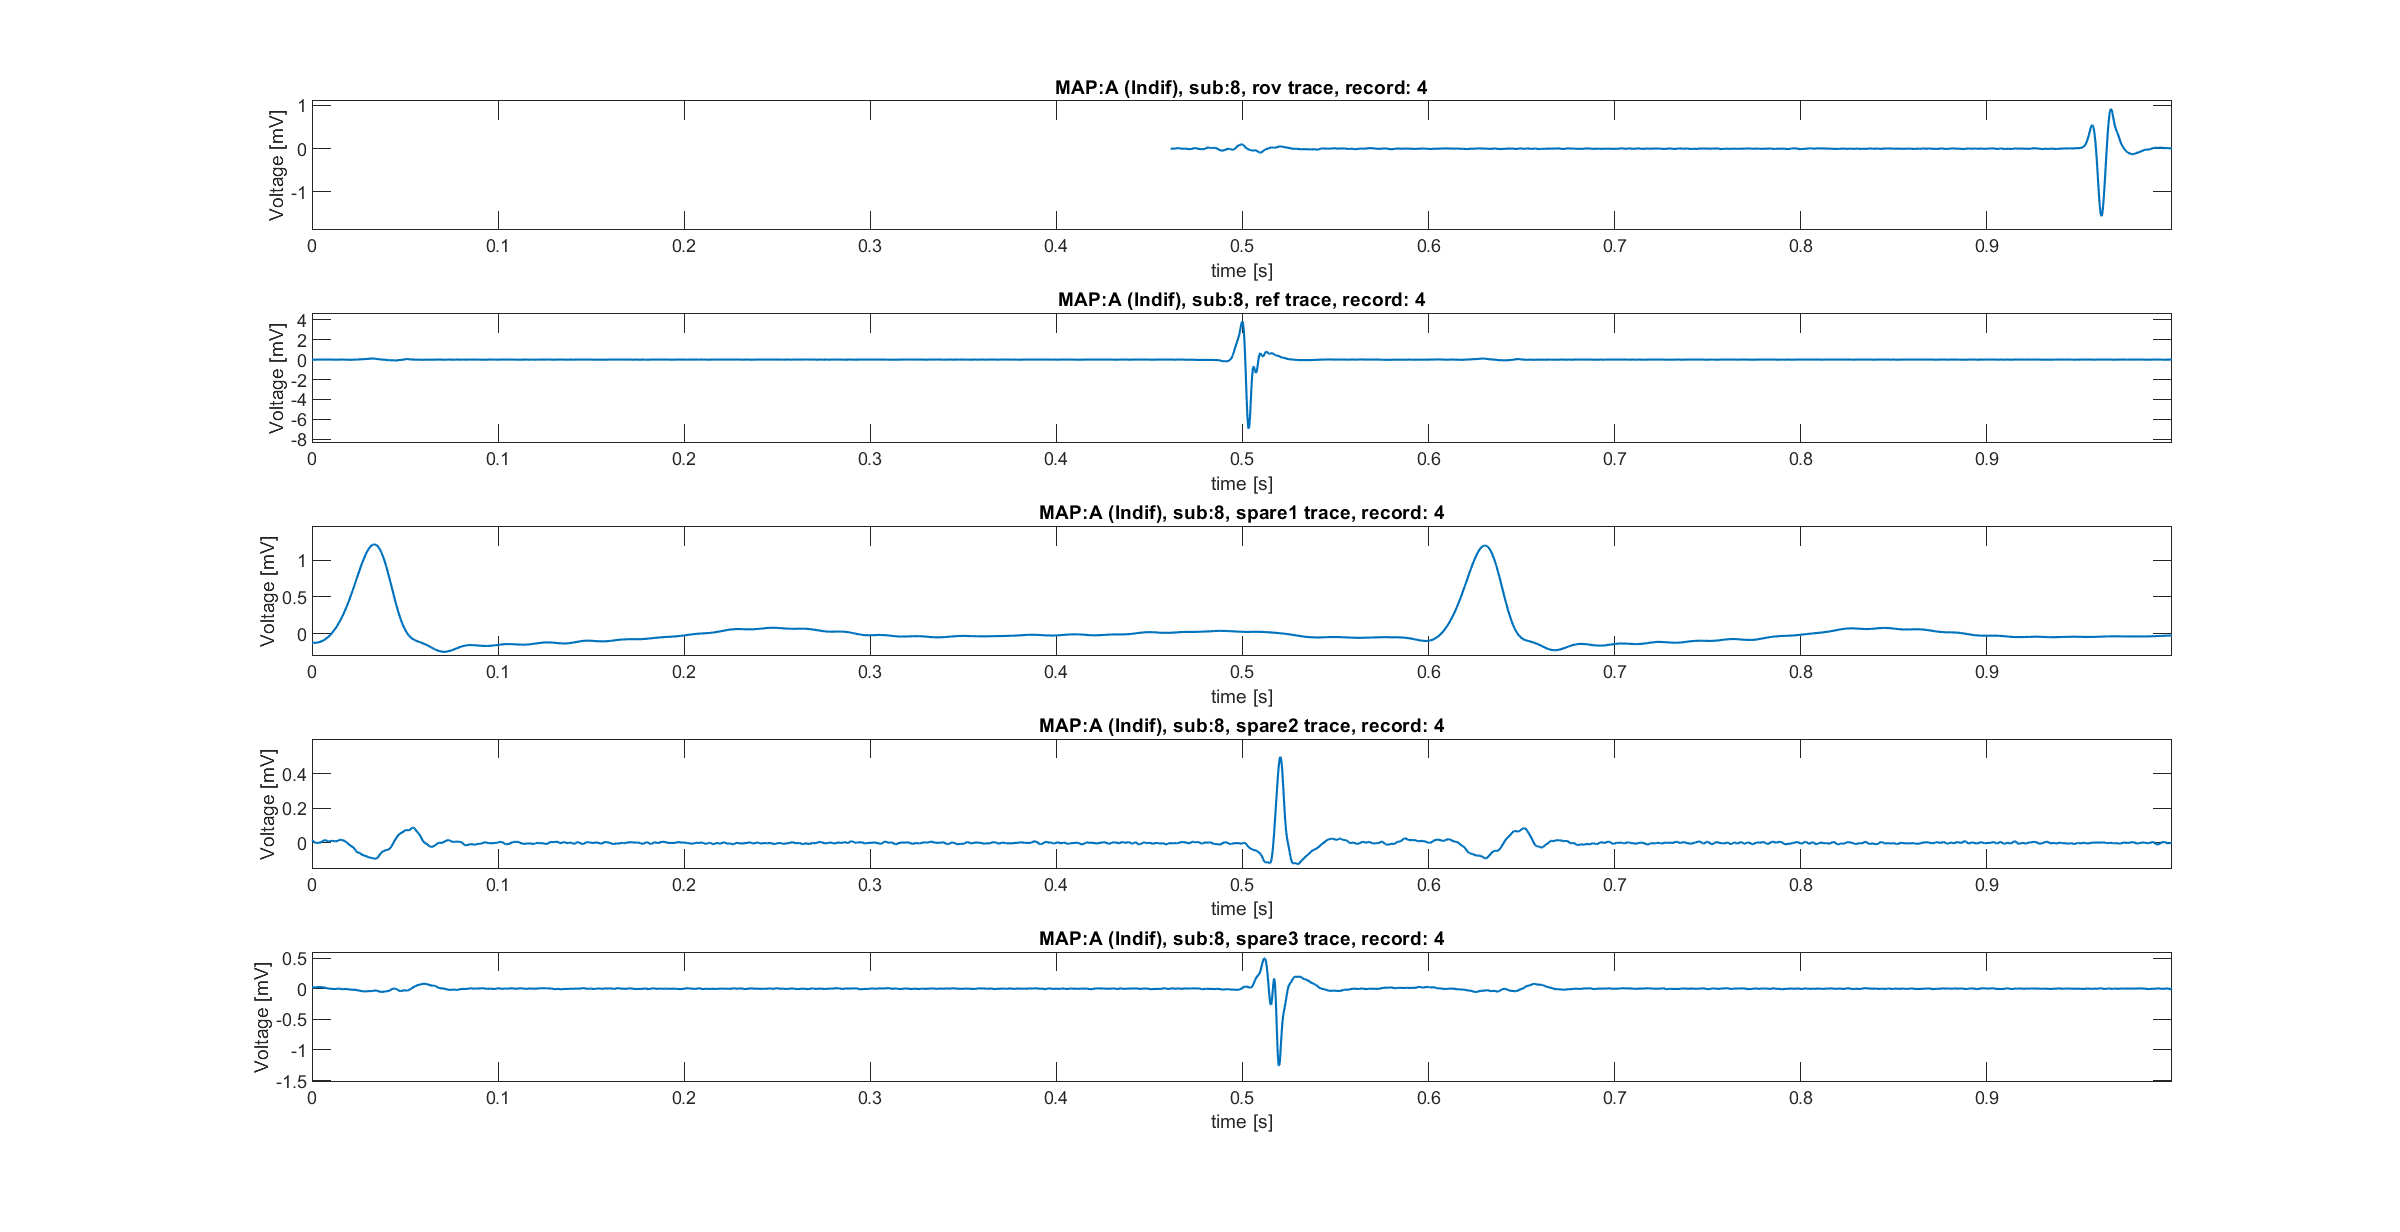 MAP:A (Indif), sub:8, rov trace, record: 4
Voltage [mV]
1
0
-1
0 0.1 0.2 0.3 0.4 0.5 0.6 0.7 0.8 0.9
time [s]
MAP:A (Indif), sub:8, ref trace, record: 4
Voltage [mV]
4
2
0
-2
-4
-6
-8
0 0.1 0.2 0.3 0.4 0.5 0.6 0.7 0.8 0.9
time [s]
MAP:A (Indif), sub:8, spare1 trace, record: 4
Voltage [mV]
1
0.5
0
0 0.1 0.2 0.3 0.4 0.5 0.6 0.7 0.8 0.9
time [s]
MAP:A (Indif), sub:8, spare2 trace, record: 4
Voltage [mV]
0.4
0.2
0
0 0.1 0.2 0.3 0.4 0.5 0.6 0.7 0.8 0.9
time [s]
MAP:A (Indif), sub:8, spare3 trace, record: 4
Voltage [mV]
0.5
0
-0.5
-1
-1.5
0 0.1 0.2 0.3 0.4 0.5 0.6 0.7 0.8 0.9
time [s]